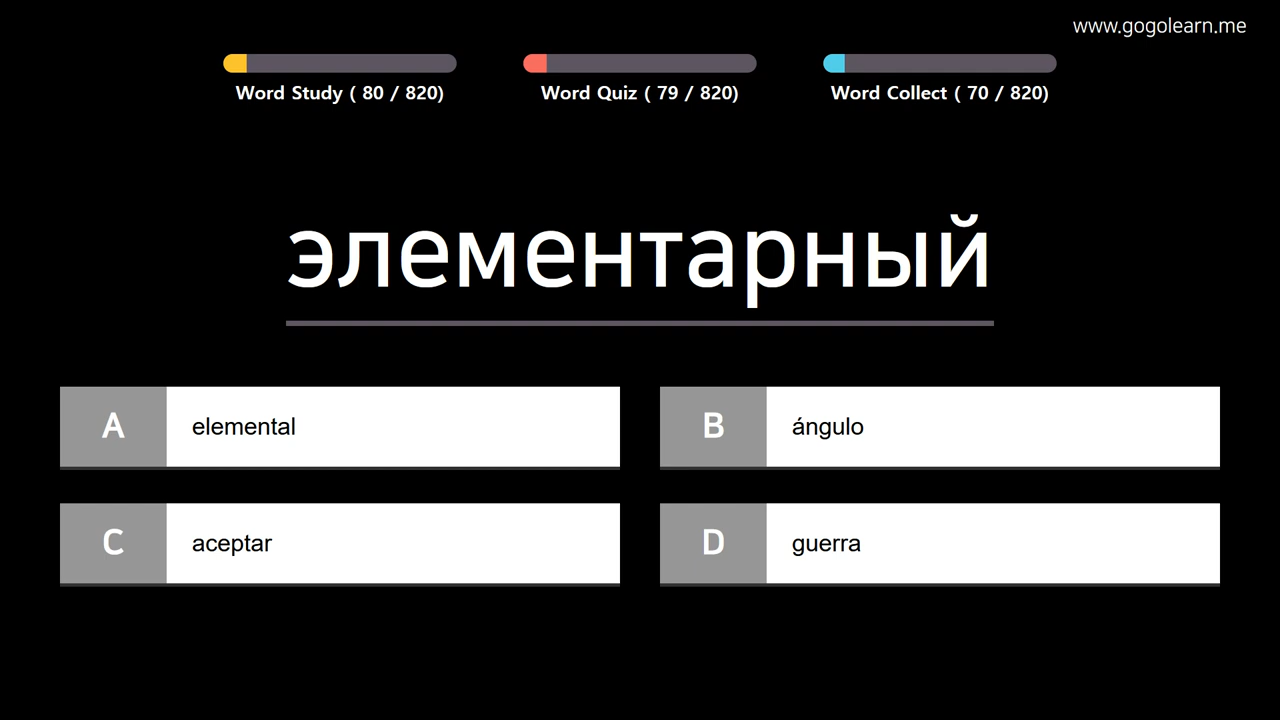 www.gogolearn.me
Word Study ( 80 / 820)
Word Quiz ( 79 / 820)
Word Collect ( 70 / 820)
элементарный
A elemental
B ángulo
C aceptar
D guerra